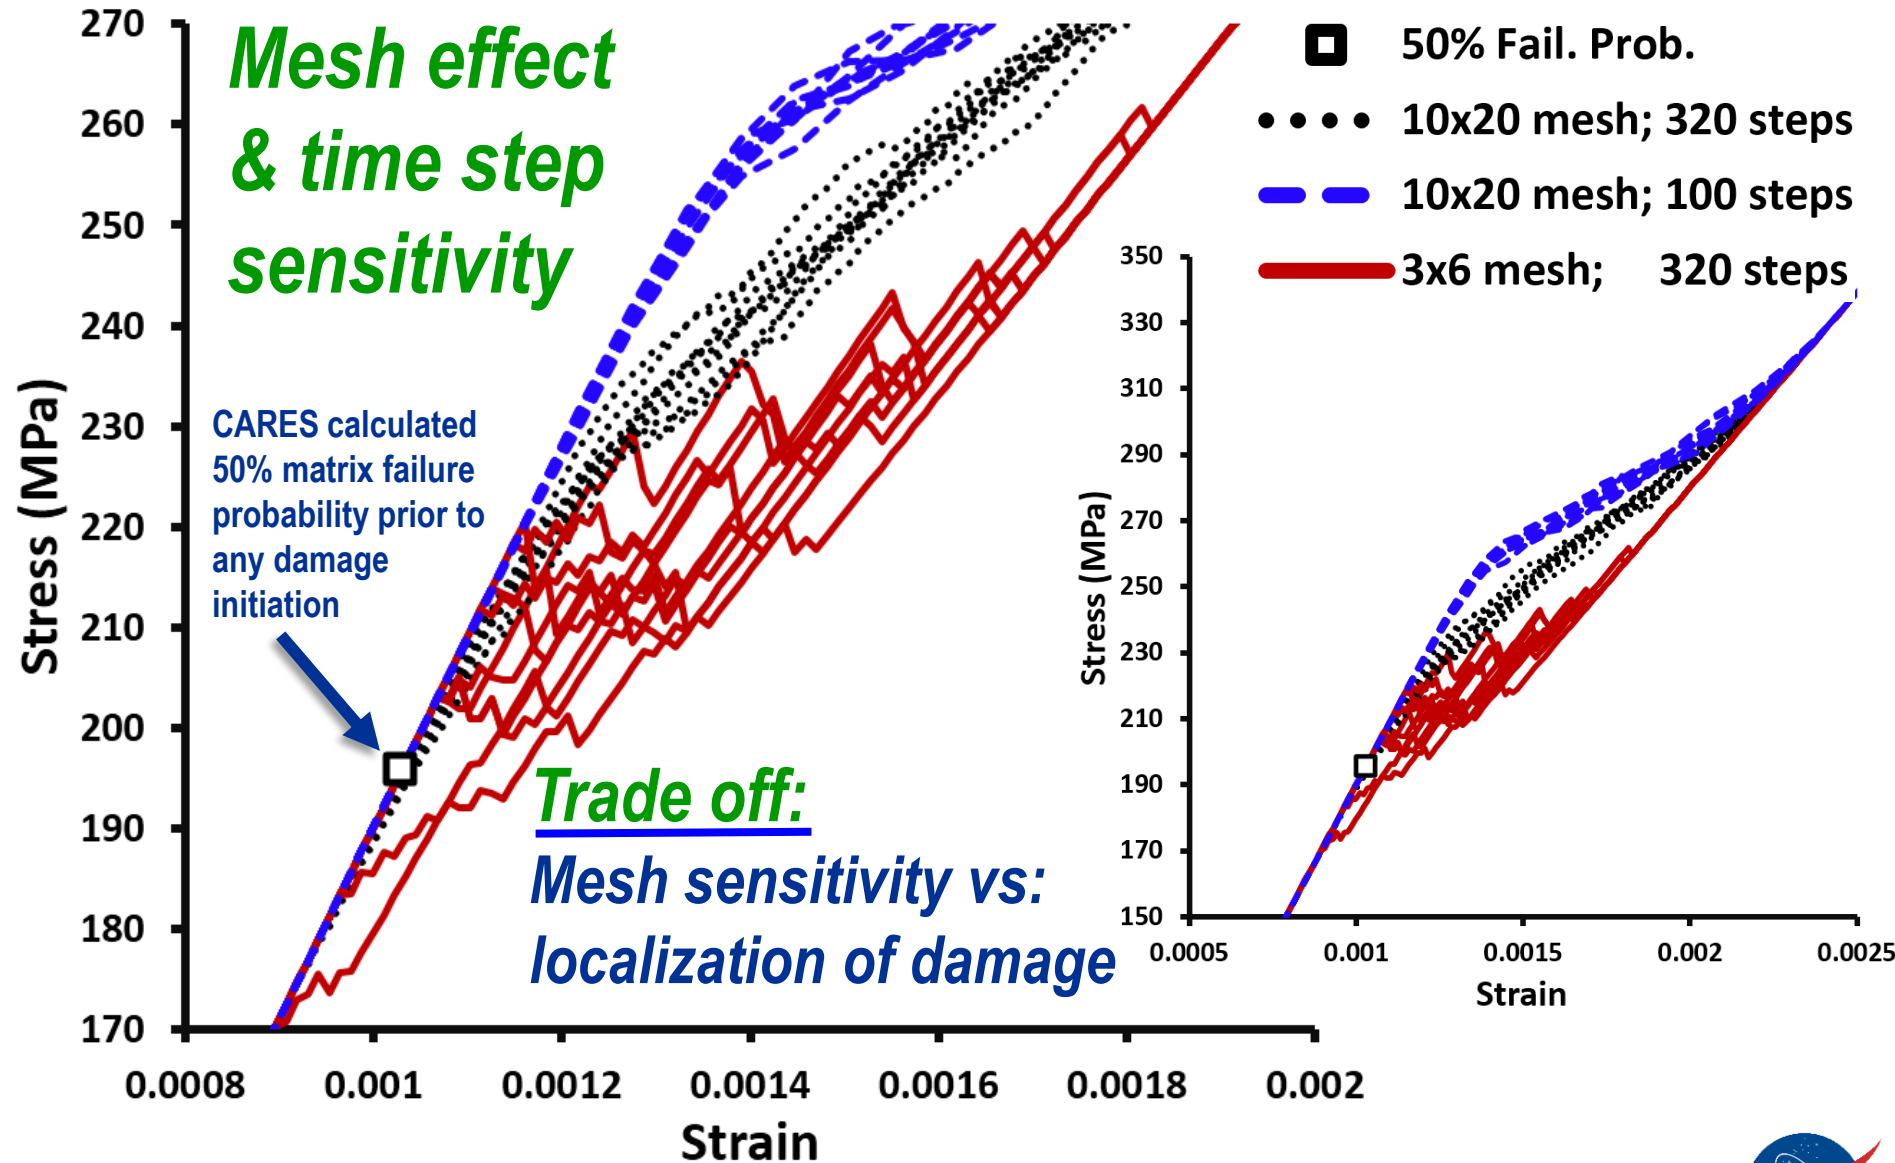 Mesh effect
& time step
sensitivity
50% Fail. Prob.
10x20 mesh; 320 steps
10x20 mesh; 100 steps
3x6 mesh; 320 steps
CARES calculated
50% matrix failure
probability prior to
any damage
initiation
Trade off:
Mesh sensitivity vs:
localization of damage
Stress (MPa)
270
260
250
240
230
220
210
200
190
180
170
0.0008 0.001 0.0012 0.0014 0.0016 0.0018 0.002
Strain
Stress (MPa)
350
330
310
290
270
250
230
210
190
170
150
0.0005 0.001 0.0015 0.002 0.0025
Strain